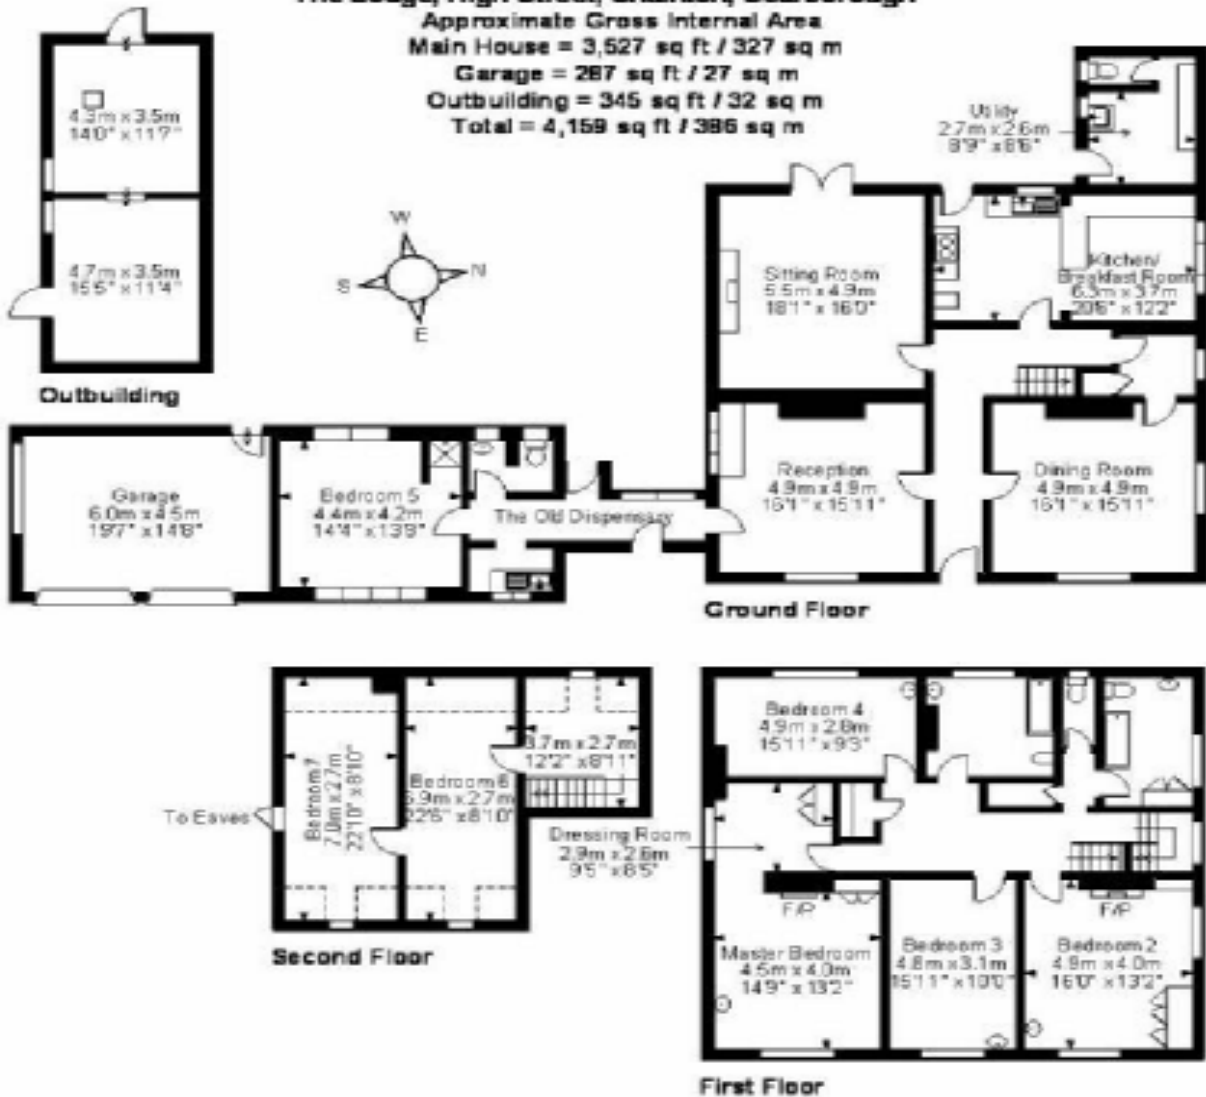 Approximate Gross Internal Area
Main House = 3,527 sq ft / 327 sq m
Garage = 287 sq ft / 27 sq m
Outbuilding = 345 sq ft / 32 sq m
Total = 4,159 sq ft / 386 sq m
4.3m x 3.5m
14'0" x 11'7"
4.7m x 3.5m
15'5" x 11'4"
Outbuilding
W
S
N
E
Utility
2.7m x 2.6m
8'9" x 8'6"
Sitting Room
5.5m x 4.9m
18'1" x 16'0"
Kitchen/
Breakfast Room
6.3m x 3.7m
20'6" x 12'2"
Garage
6.0m x 4.5m
19'7" x 14'8"
Bedroom 5
4.4m x 4.2m
14'4" x 13'9"
The Old Dispensary
Reception
4.9m x 4.9m
16'1" x 15'11"
Dining Room
4.9m x 4.9m
16'1" x 15'11"
Ground Floor
To Eaves
Bedroom 7
7.0m x 2.7m
22'10" x 8'10"
Bedroom 6
6.9m x 2.7m
22'6" x 8'10"
3.7m x 2.7m
12'2" x 8'11"
Second Floor
Dressing Room
2.9m x 2.6m
9'5" x 8'5"
Bedroom 4
4.9m x 2.8m
15'11" x 9'3"
F/P
Master Bedroom
4.5m x 4.0m
14'9" x 13'2"
Bedroom 3
4.8m x 3.1m
15'11" x 10'0"
F/P
Bedroom 2
4.9m x 4.0m
16'0" x 13'2"
First Floor